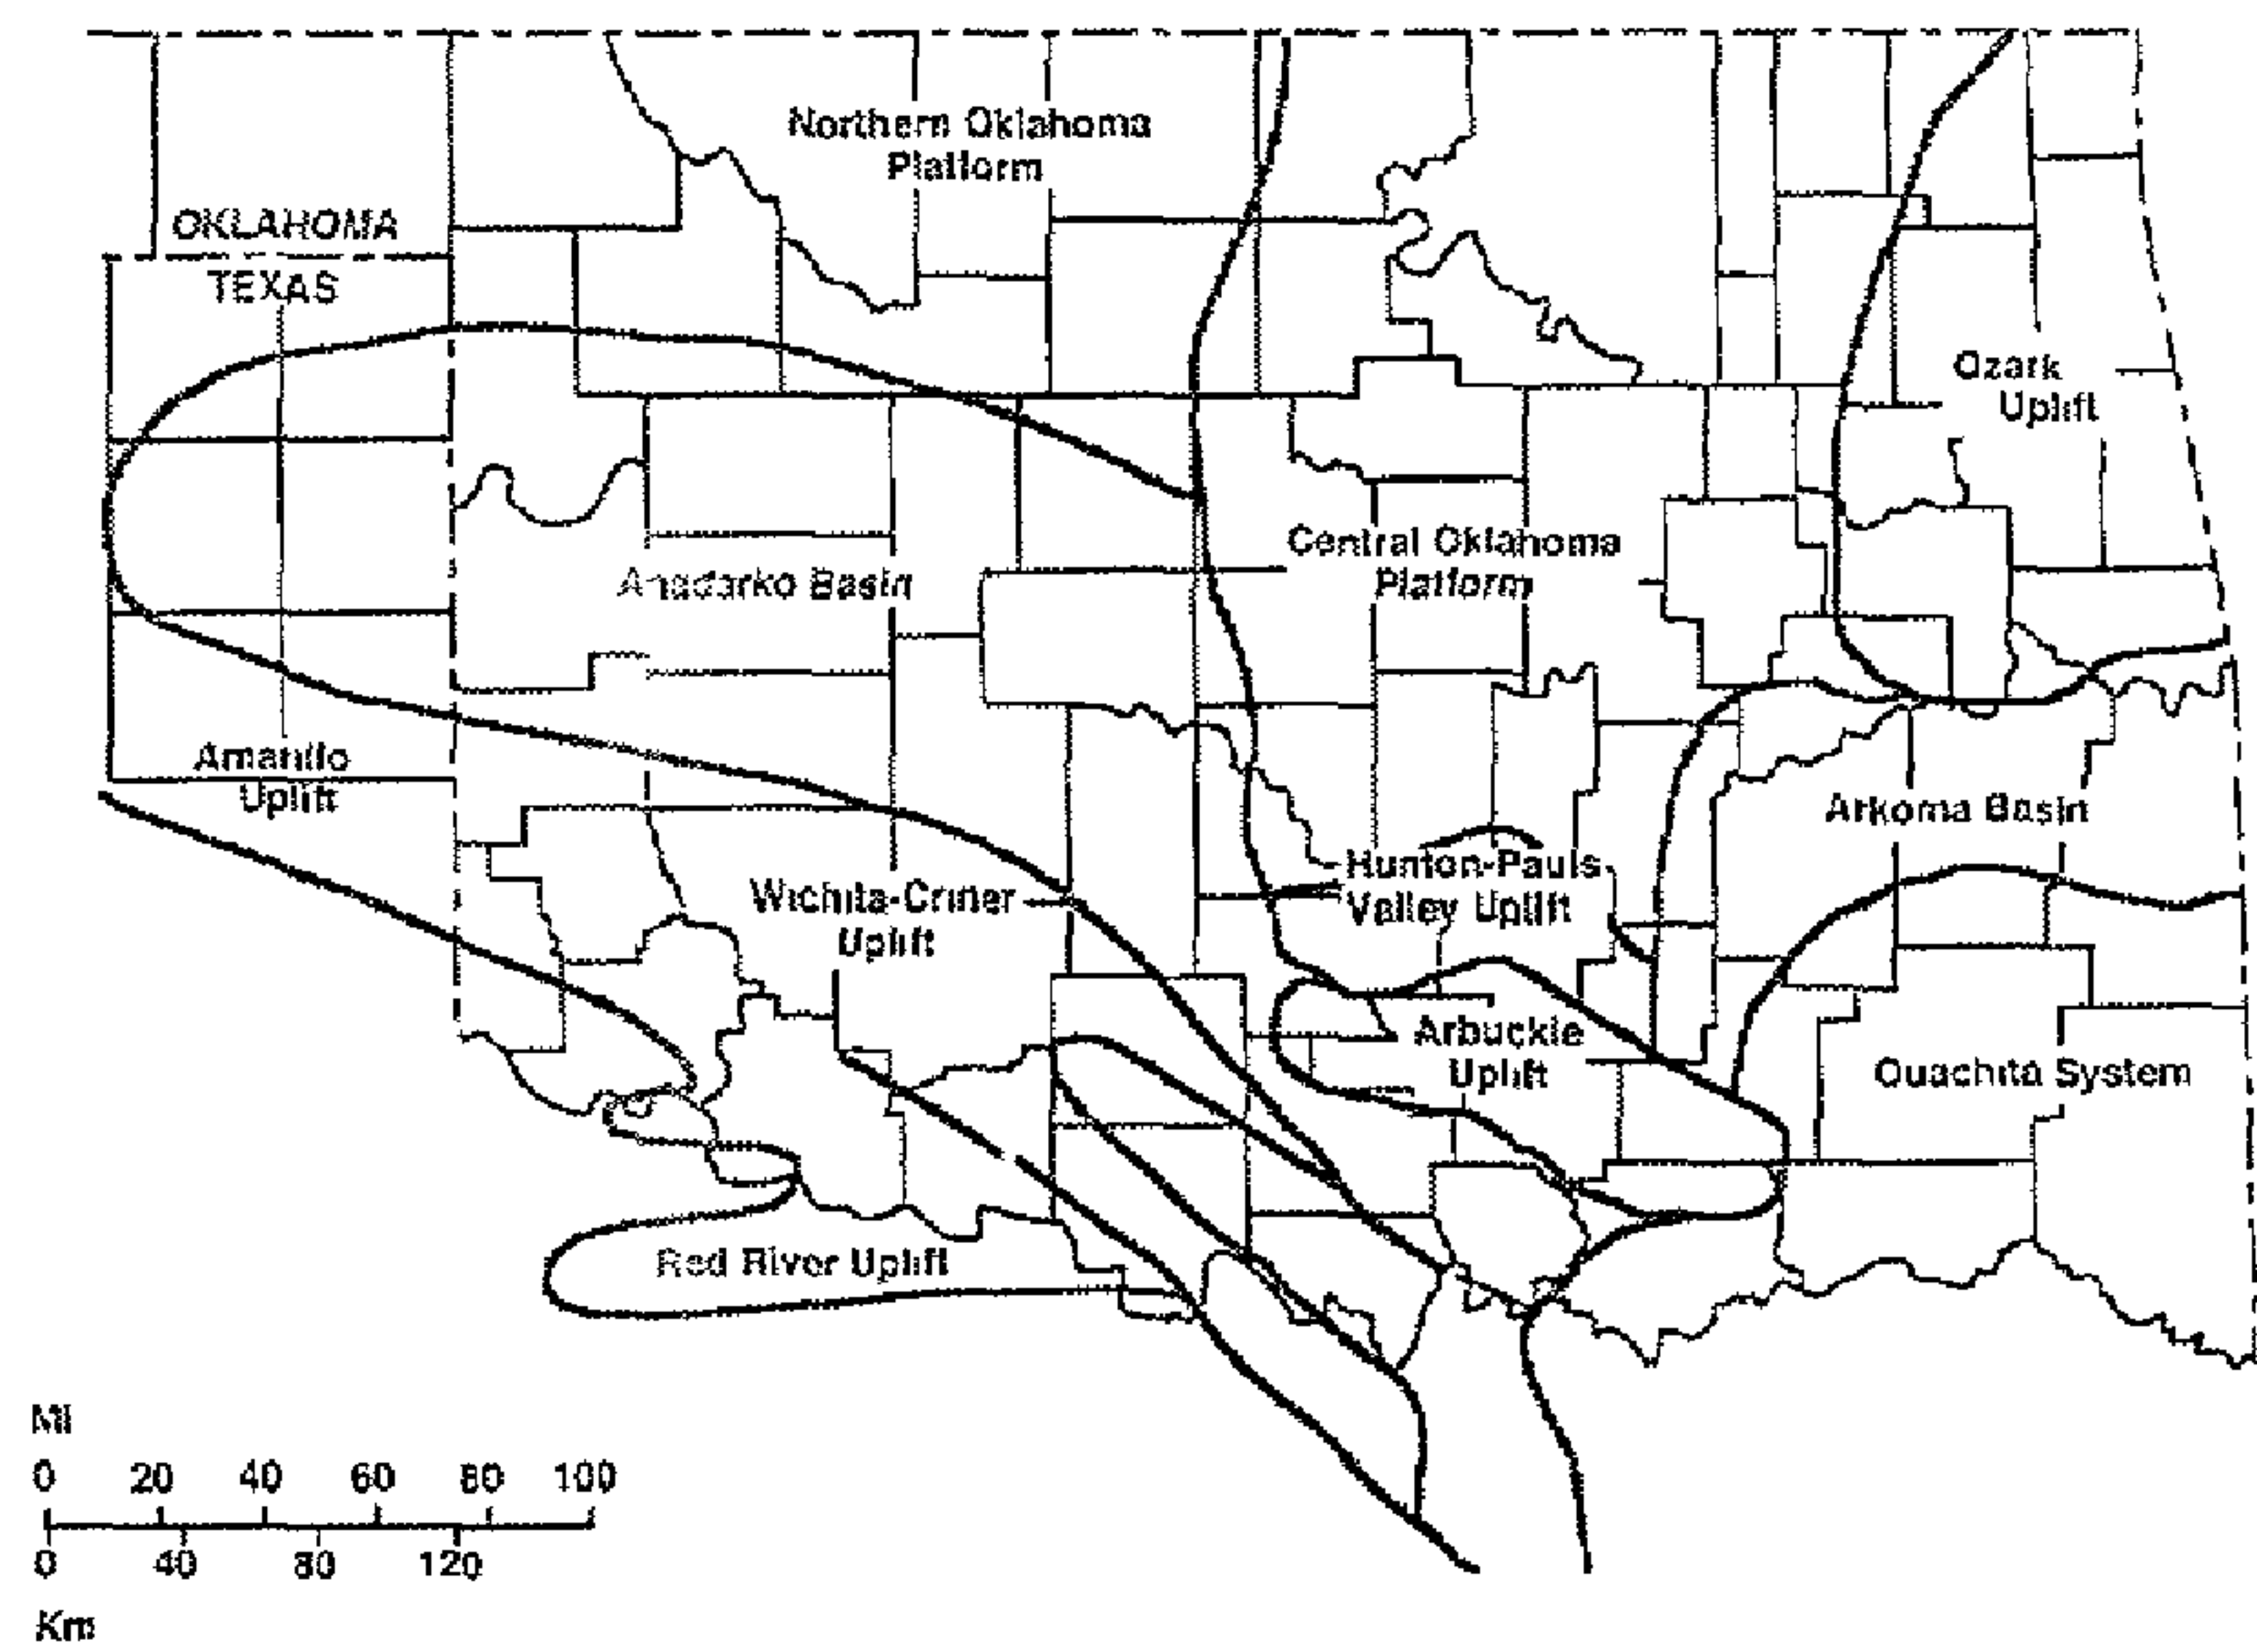 Northern Oklahoma
Platform
OKLAHOMA
TEXAS
Ozark
Uplift
Central Oklahoma
Platform
Anadarko Basin
Amarillo
Uplift
Arkoma Basin
Hunton-Pauls
Valley Uplift
Wichita-Criner
Uplift
Arbuckle
Uplift
Ouachita System
Red River Uplift
MI
0 20 40 60 80 100
0 40 80 120
Km